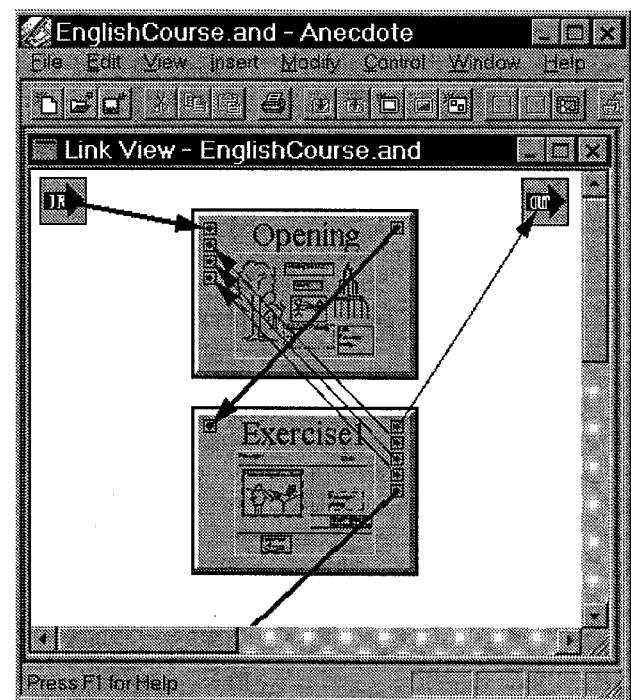 EnglishCourse.and - Anecdote
File Edit View Insert Modify Control Window Help
Link View - EnglishCourse.and
IN
OUT
Opening
Exercise1
Press F1 for Help